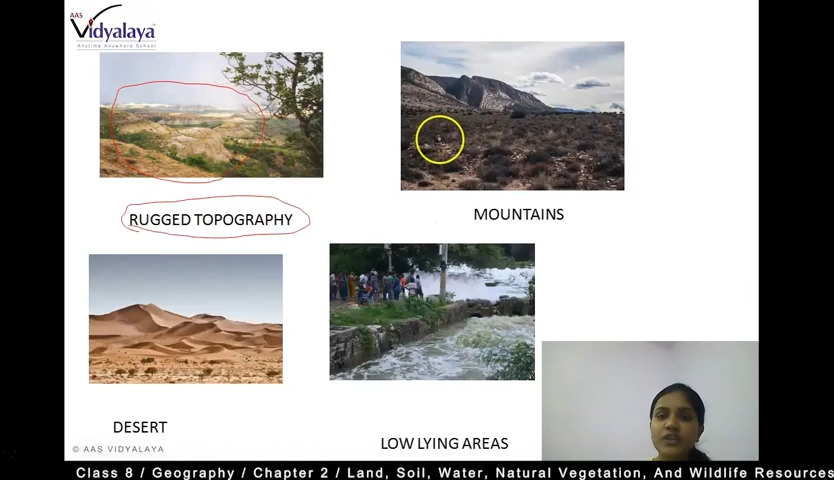 AAS
Vidyalaya
Anytime Anywhere School
RUGGED TOPOGRAPHY
MOUNTAINS
DESERT
LOW LYING AREAS
© AAS VIDYALAYA
Class 8 / Geography / Chapter 2 / Land, Soil, Water, Natural Vegetation, And Wildlife Resources